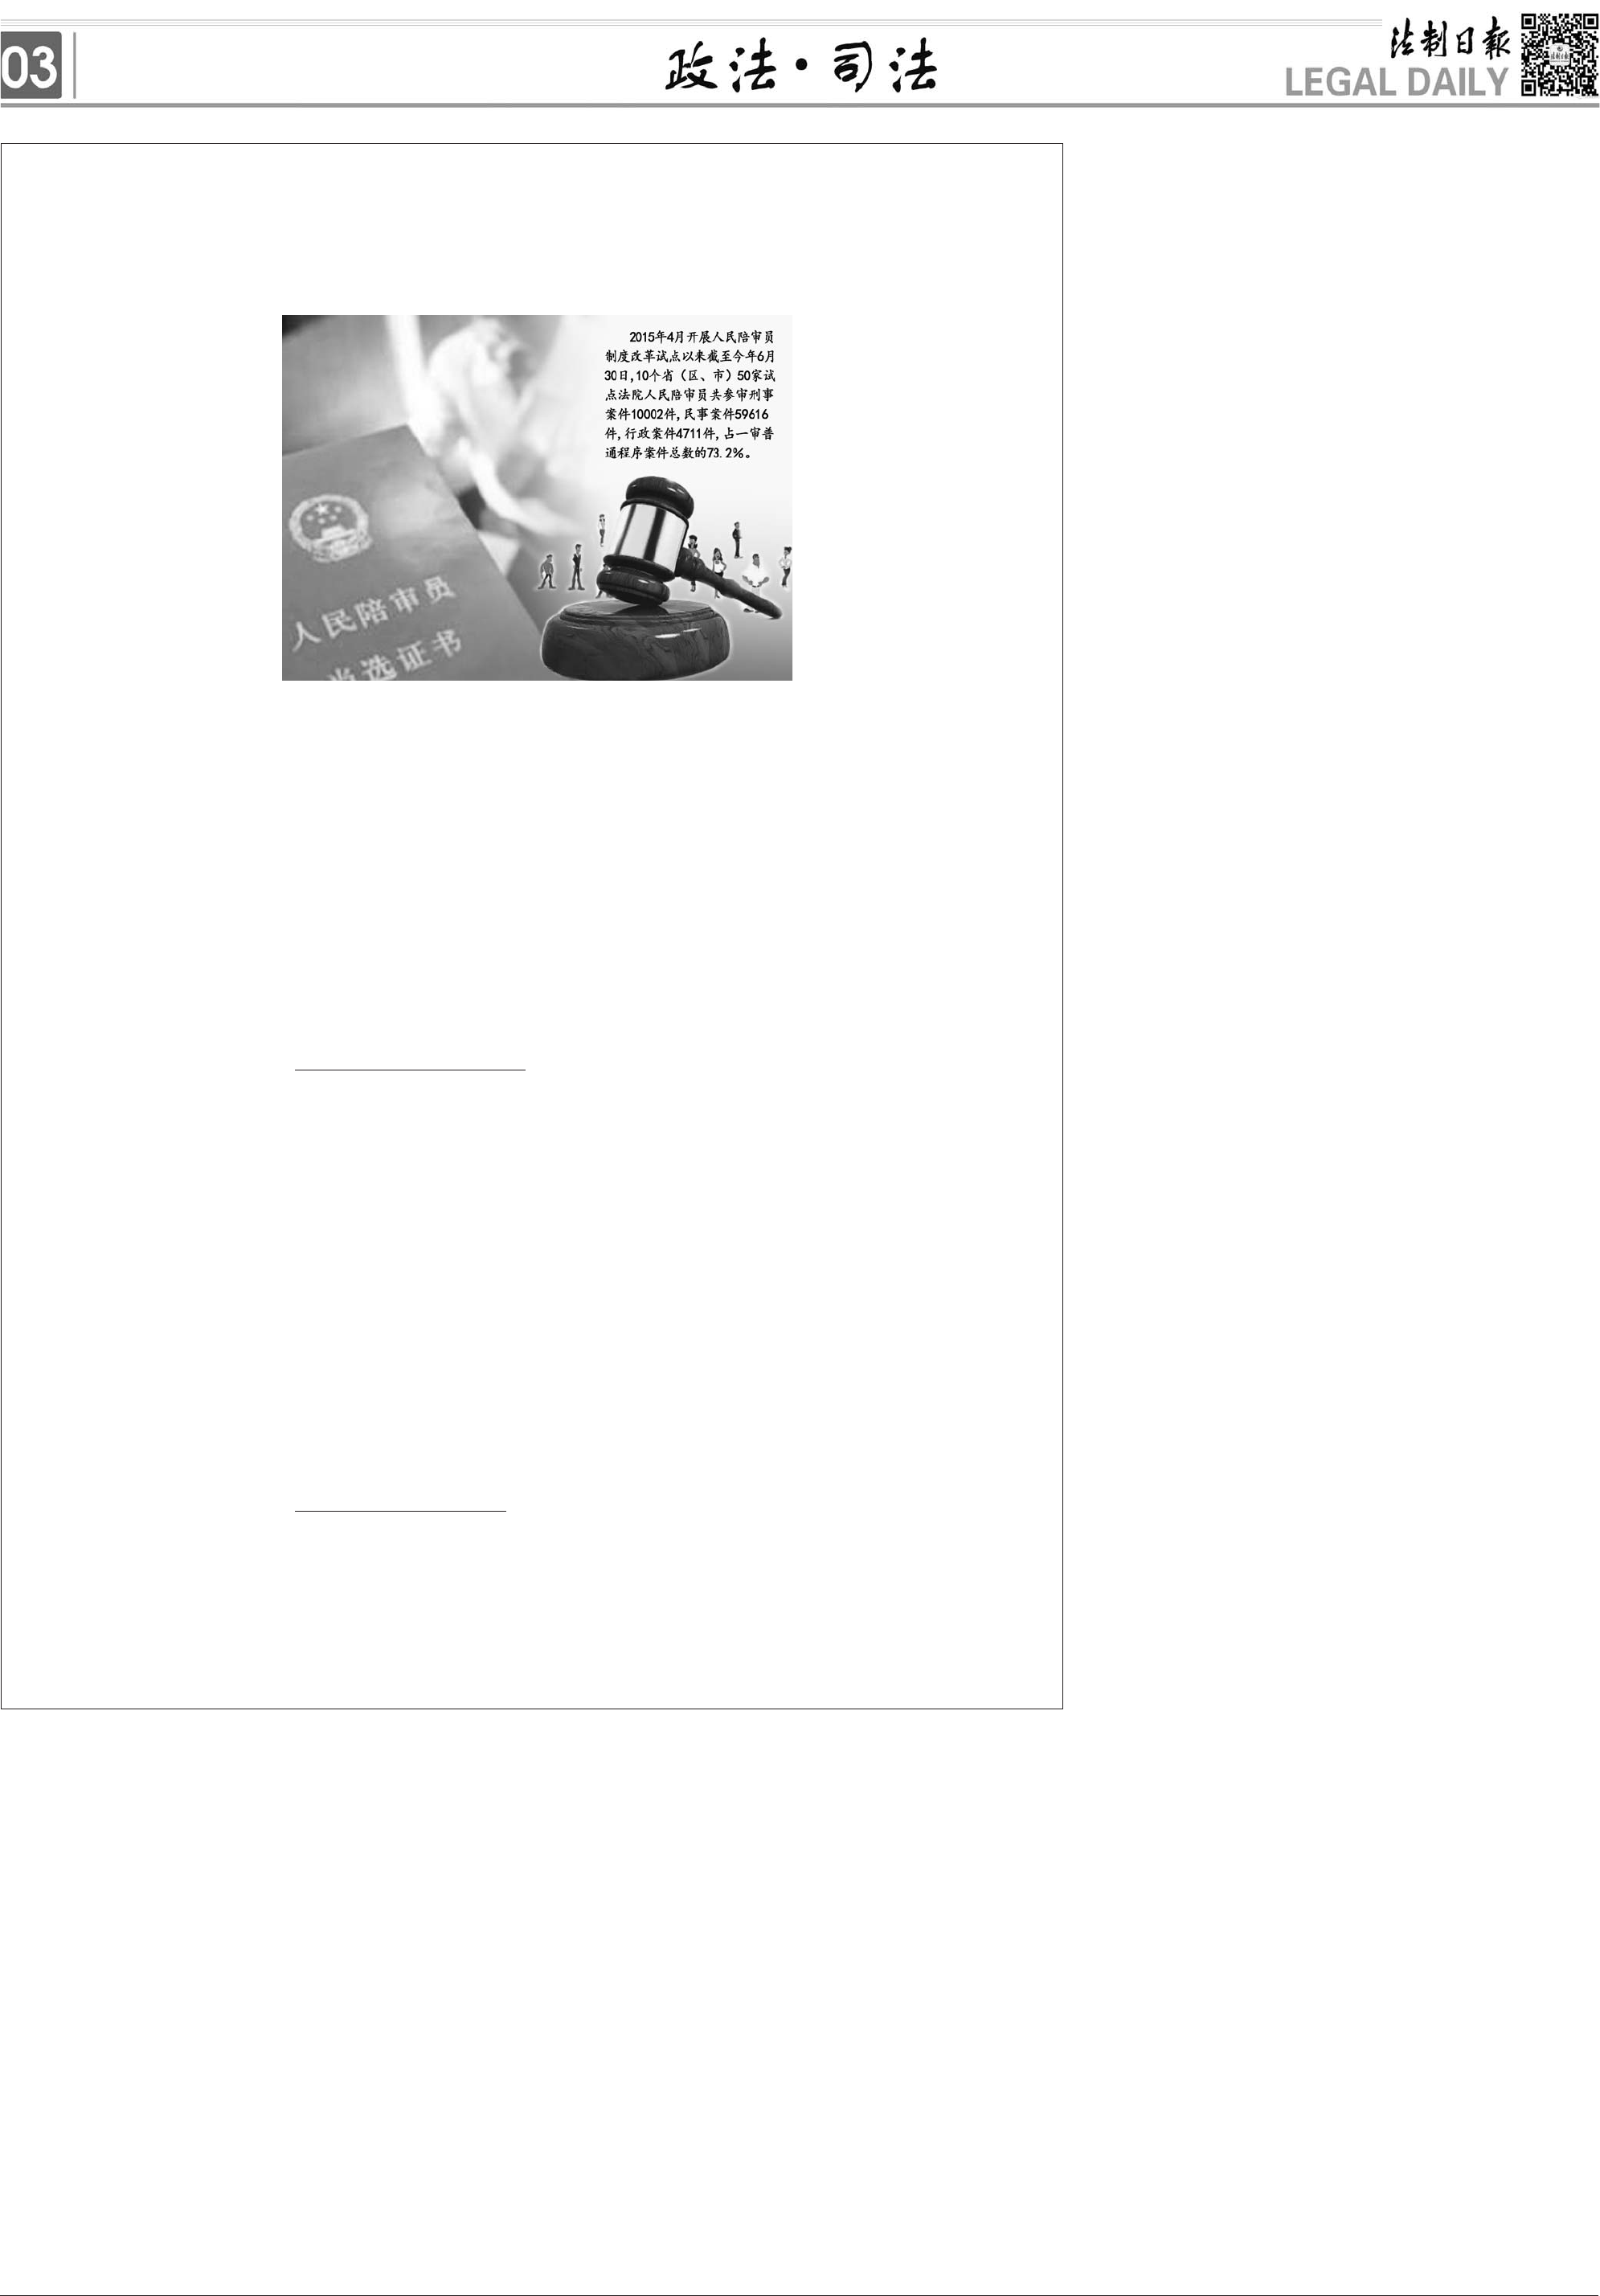 03
政法·司法
法制日報
LEGAL DAILY
2015年4月开展人民陪审员
制度改革试点以来截至今年6月
30日,10个省（区、市）50家试
点法院人民陪审员共参审刑事
案件10002件,民事案件59616
件,行政案件4711件,占一审普
通程序案件总数的73.2%。
人民陪审员
当选证书